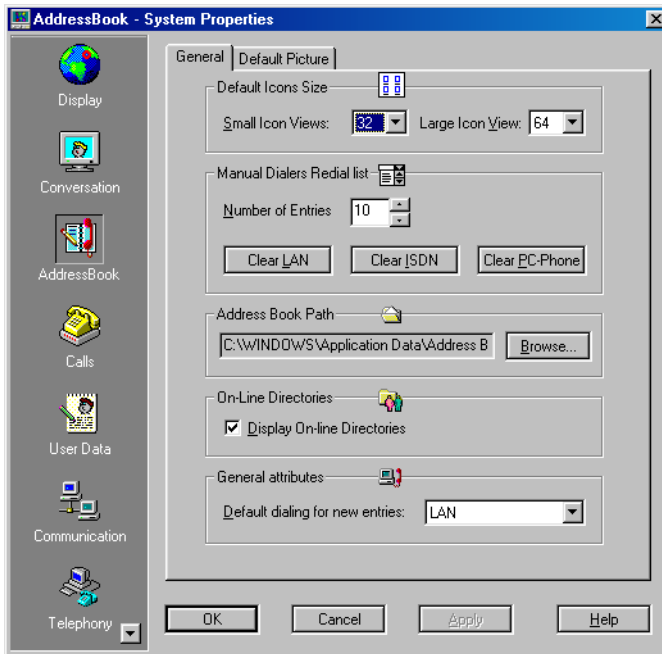 AddressBook - System Properties
Display
Conversation
AddressBook
Calls
User Data
Communication
Telephony
General
Default Picture
Default Icons Size
Small Icon Views: 32 Large Icon View: 64
Manual Dialers Redial list
Number of Entries 10
Clear LAN Clear ISDN Clear PC-Phone
Address Book Path
C:\WINDOWS\Application Data\Address B Browse...
On-Line Directories
Display On-line Directories
General attributes
Default dialing for new entries: LAN
OK Cancel Apply Help